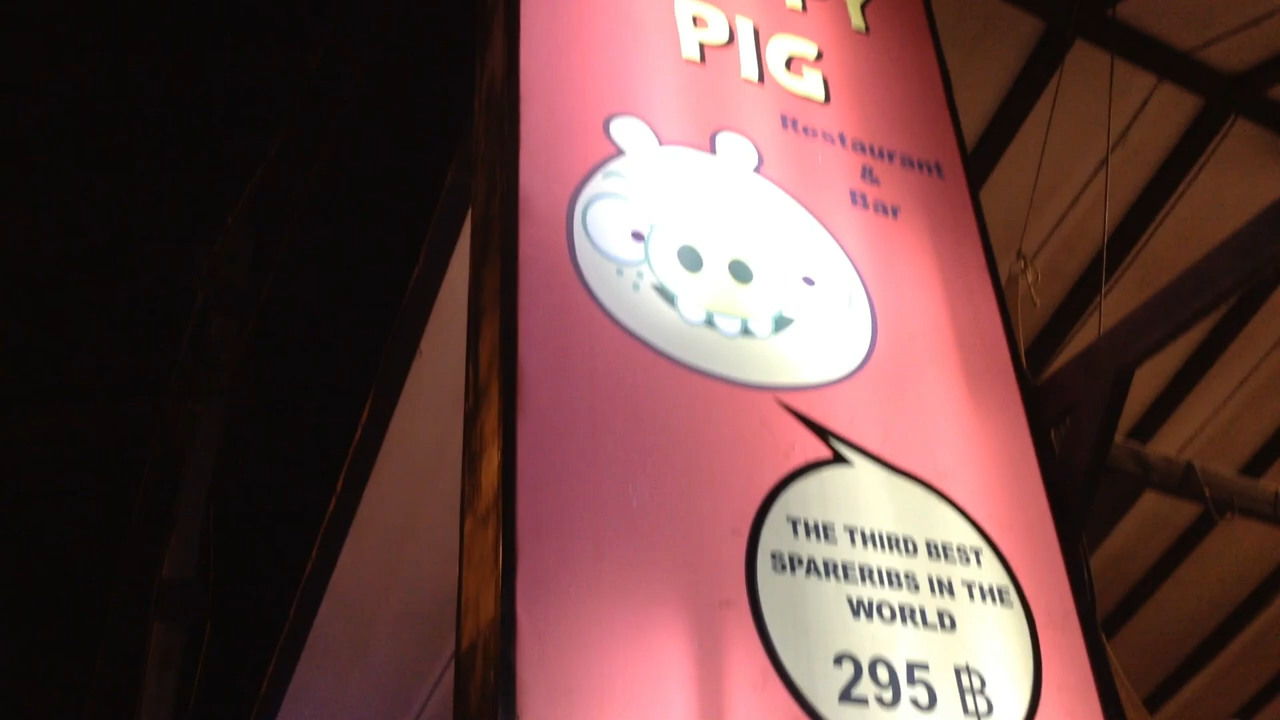 PIG
Restaurant
&
Bar
THE THIRD BEST
SPARERIBS IN THE
WORLD
295 ฿